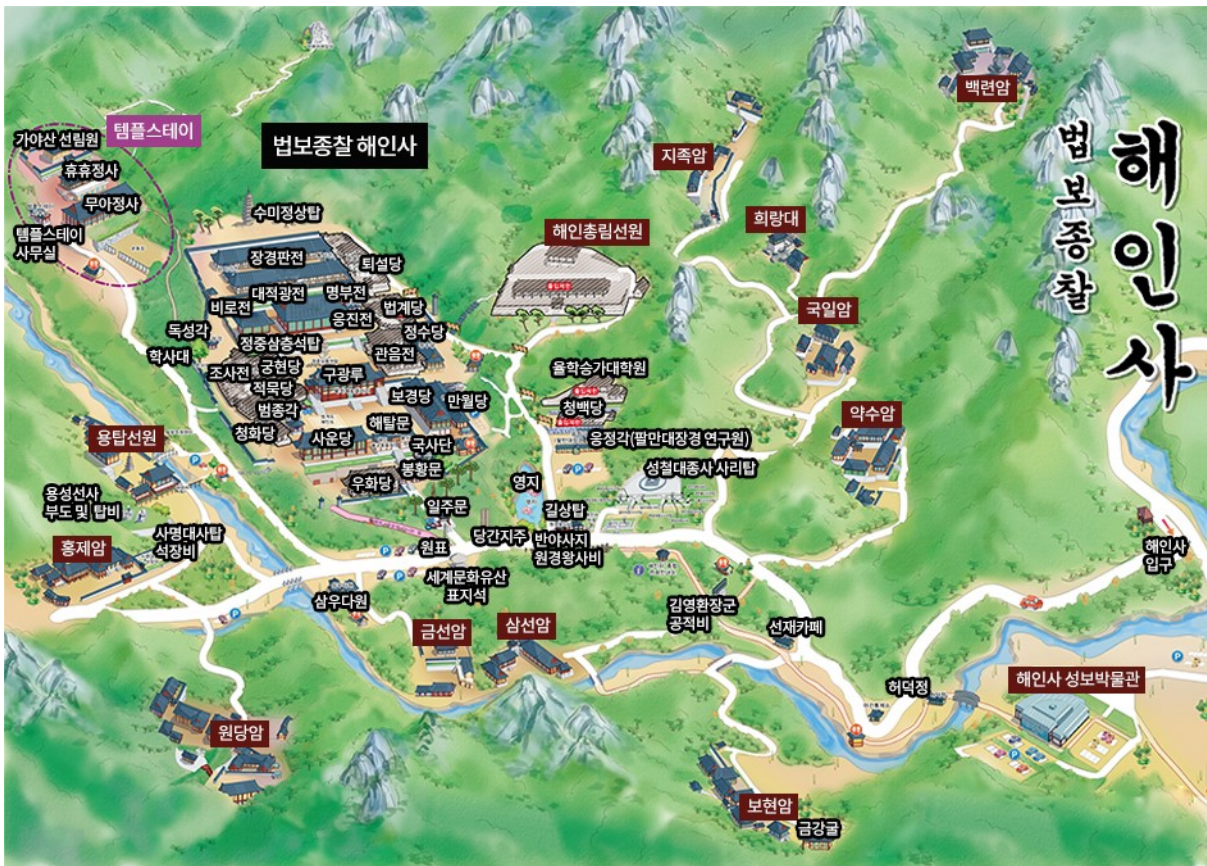 해인사
법보종찰
법보종찰 해인사
템플스테이
가야산 선림원
휴휴정사
무아정사
템플스테이
사무실
백련암
지족암
희랑대
해인총림선원
출입제한
국일암
약수암
수미정상탑
장경판전
퇴설당
대적광전
명부전
비로전
응진전
법계당
독성각
정중삼층석탑
정수당
학사대
관음전
조사전
궁현당
구광루
적묵당
보경당
만월당
범종각
해탈문
청화당
사운당
국사단
봉황문
우화당
일주문
율학승가대학원
출입제한
청백당
출입제한
응정각(팔만대장경 연구원)
성철대종사 사리탑
영지
길상탑
당간지주
반야사지
원경왕사비
원표
세계문화유산
표지석
용탑선원
용성선사
부도 및 탑비
사명대사탑
석장비
홍제암
삼우다원
금선암
삼선암
김영환장군
공적비
선재카페
해인사
입구
허덕정
해인사 성보박물관
원당암
보현암
금강굴
P
P
P
P
P
P
P